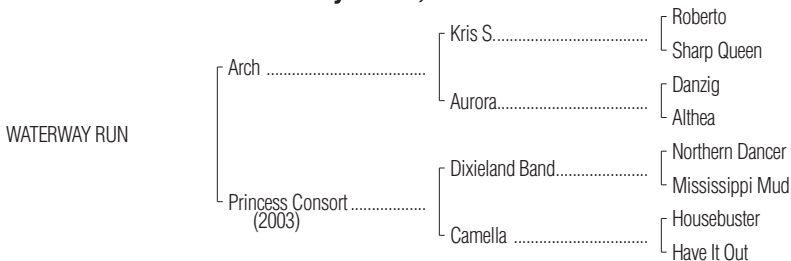 Roberto
Kris S.
Sharp Queen
Arch
Danzig
Aurora
Althea
WATERWAY RUN
Northern Dancer
Dixieland Band
Mississippi Mud
Princess Consort
(2003)
Housebuster
Camella
Have It Out